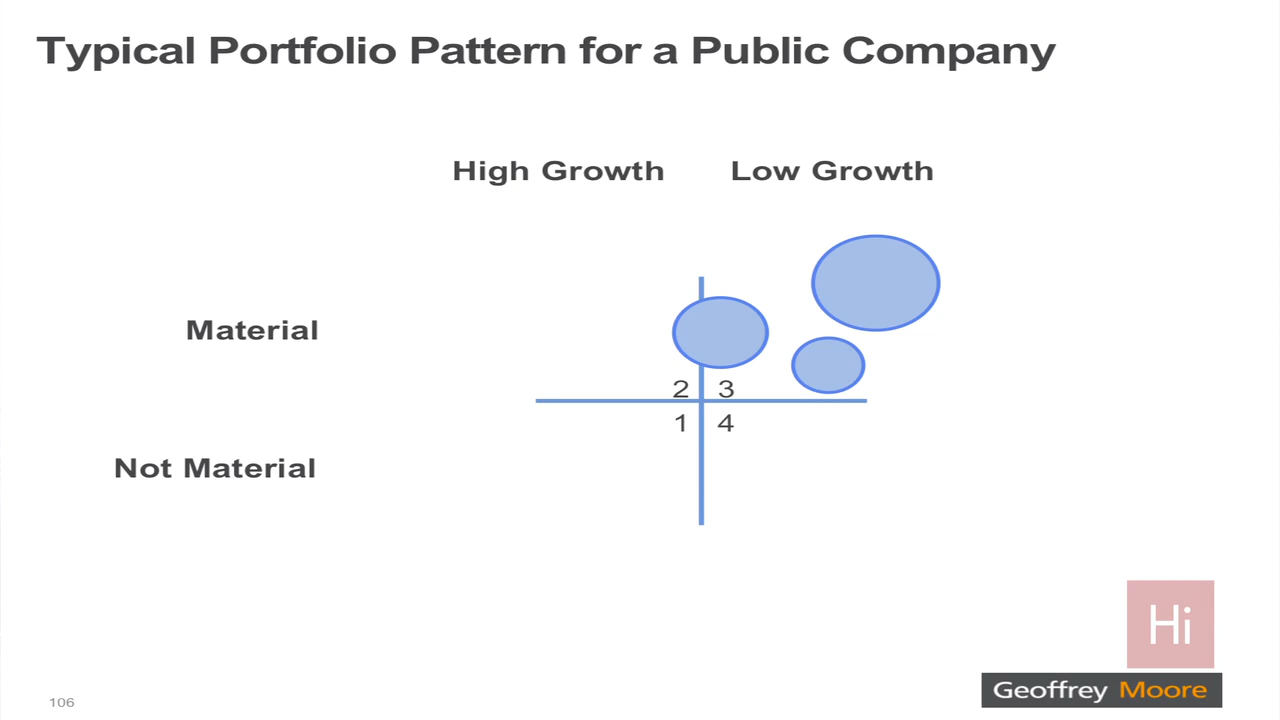 Typical Portfolio Pattern for a Public Company
High Growth Low Growth
Material
2 3
1 4
Not Material
Hi
Geoffrey Moore
106